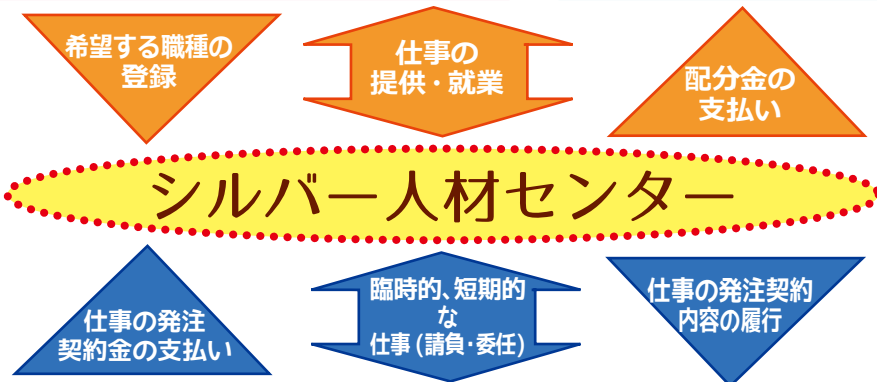 希望する職種の
登録
仕事の
提供・就業
配分金の
支払い
シルバー人材センター
仕事の発注
契約金の支払い
臨時的、短期的
な
仕事(請負・委任)
仕事の発注契約
内容の履行